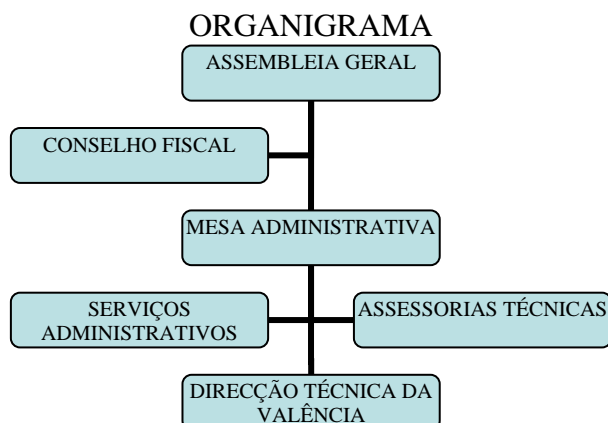 ORGANIGRAMA
ASSEMBLEIA GERAL
CONSELHO FISCAL
MESA ADMINISTRATIVA
SERVIÇOS
ADMINISTRATIVOS
ASSESSORIAS TÉCNICAS
DIRECÇÃO TÉCNICA DA
VALÊNCIA